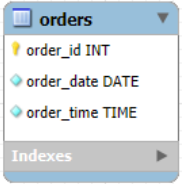 orders
order_id INT
order_date DATE
order_time TIME
Indexes